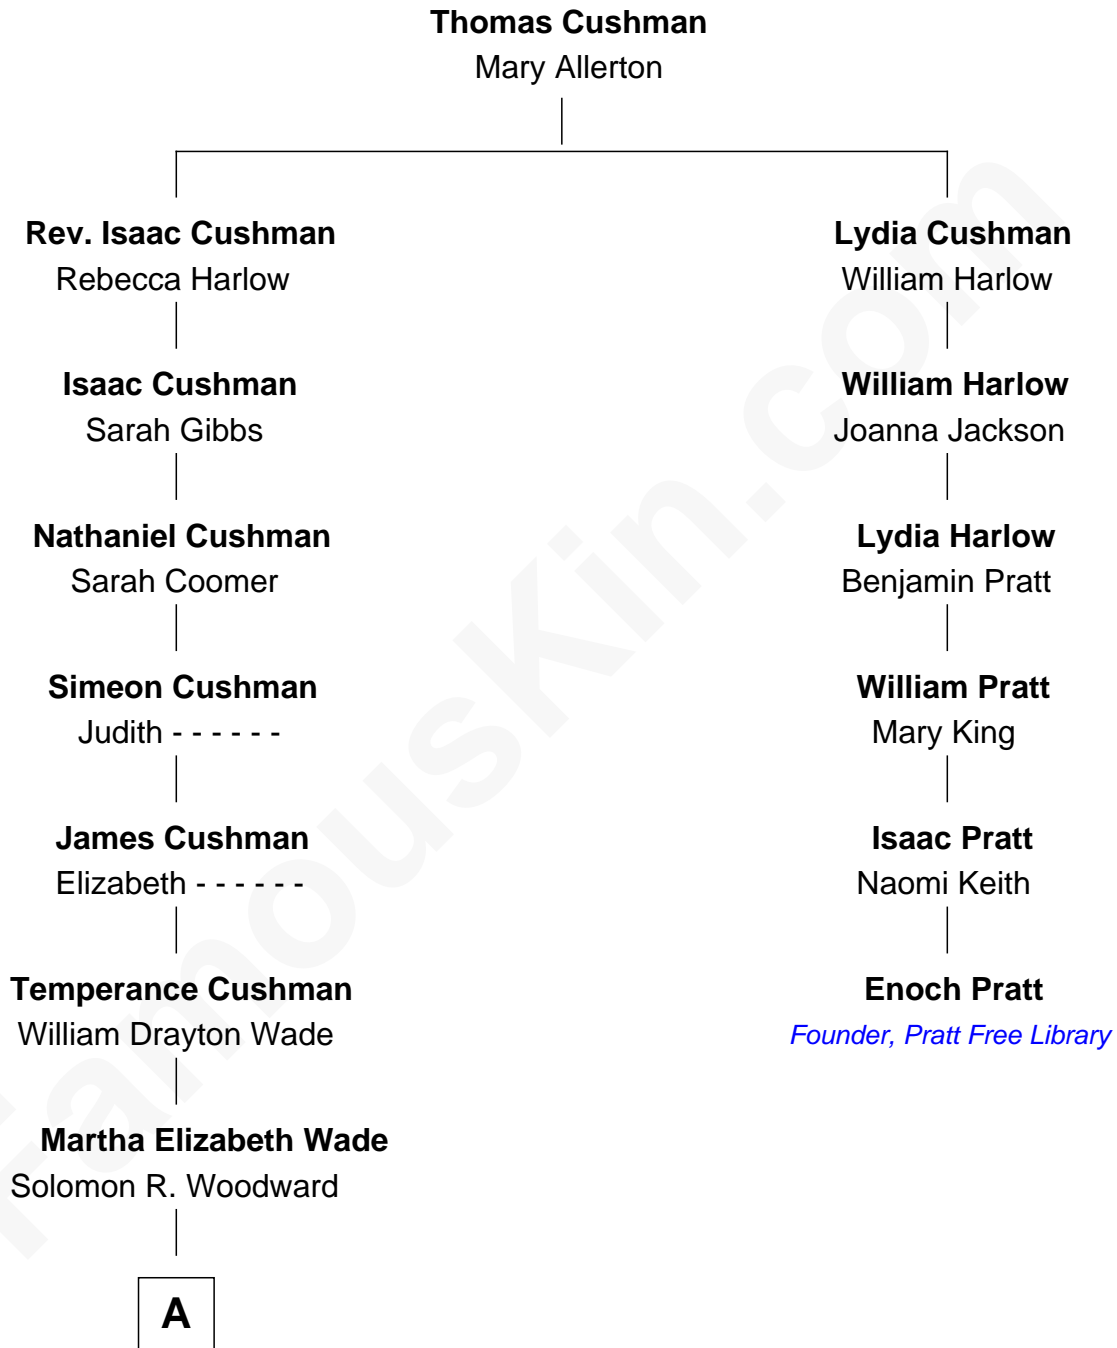 Thomas Cushman
Mary Allerton
Rev. Isaac Cushman
Rebecca Harlow
Isaac Cushman
Sarah Gibbs
Nathaniel Cushman
Sarah Coomer
Simeon Cushman
Judith - - - - - -
James Cushman
Elizabeth - - - - - -
Temperance Cushman
William Drayton Wade
Martha Elizabeth Wade
Solomon R. Woodward
A
Lydia Cushman
William Harlow
William Harlow
Joanna Jackson
Lydia Harlow
Benjamin Pratt
William Pratt
Mary King
Isaac Pratt
Naomi Keith
Enoch Pratt
Founder, Pratt Free Library
FamousKin.com